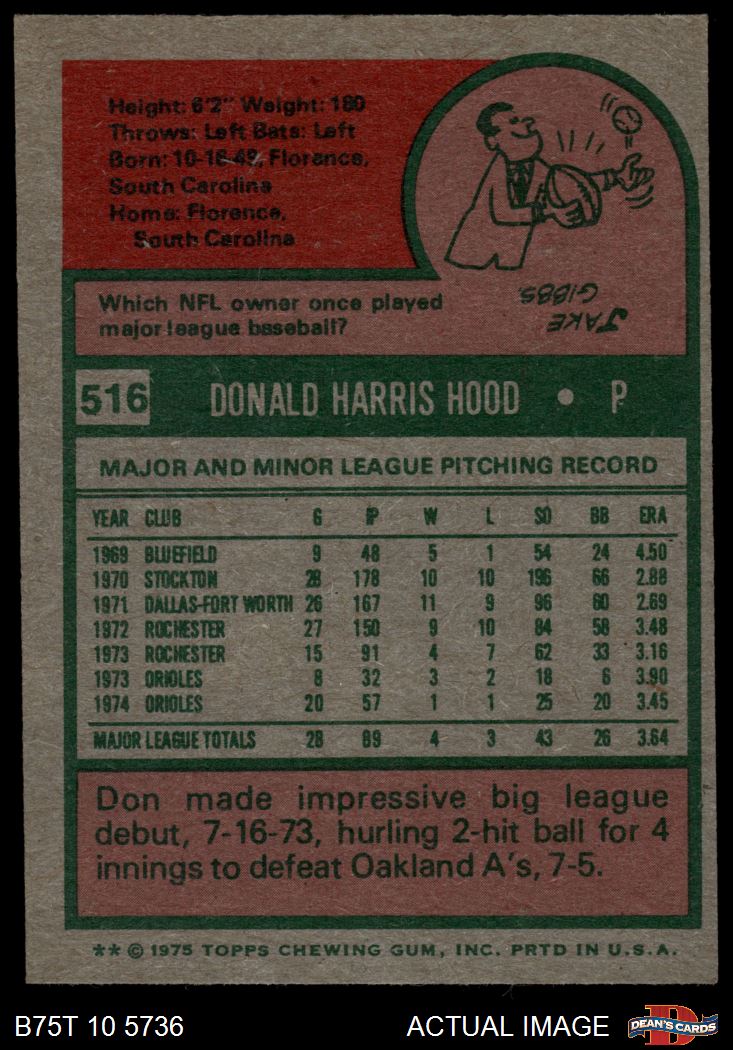 Height: 6'2" Weight: 180
Throws: Left Bats: Left
Born: 10-16-49, Florence,
South Carolina
Home: Florence,
South Carolina
Which NFL owner once played
major league baseball?
JAKE
GIBBS.
516 DONALD HARRIS HOOD • P
MAJOR AND MINOR LEAGUE PITCHING RECORD
YEAR CLUB G IP W L SO BB ERA
1969 BLUEFIELD 9 48 5 1 54 24 4.50
1970 STOCKTON 28 178 10 10 196 66 2.88
1971 DALLAS-FORT WORTH 26 167 11 9 96 60 2.69
1972 ROCHESTER 27 150 9 10 84 58 3.48
1973 ROCHESTER 15 91 4 7 62 33 3.16
1973 ORIOLES 8 32 3 2 18 6 3.90
1974 ORIOLES 20 57 1 1 25 20 3.45
MAJOR LEAGUE TOTALS 28 89 4 3 43 26 3.64
Don made impressive big league
debut, 7-16-73, hurling 2-hit ball for 4
innings to defeat Oakland A's, 7-5.
** © 1975 TOPPS CHEWING GUM, INC. PRTD IN U.S.A.
B75T 10 5736 ACTUAL IMAGE DEAN'S CARDS